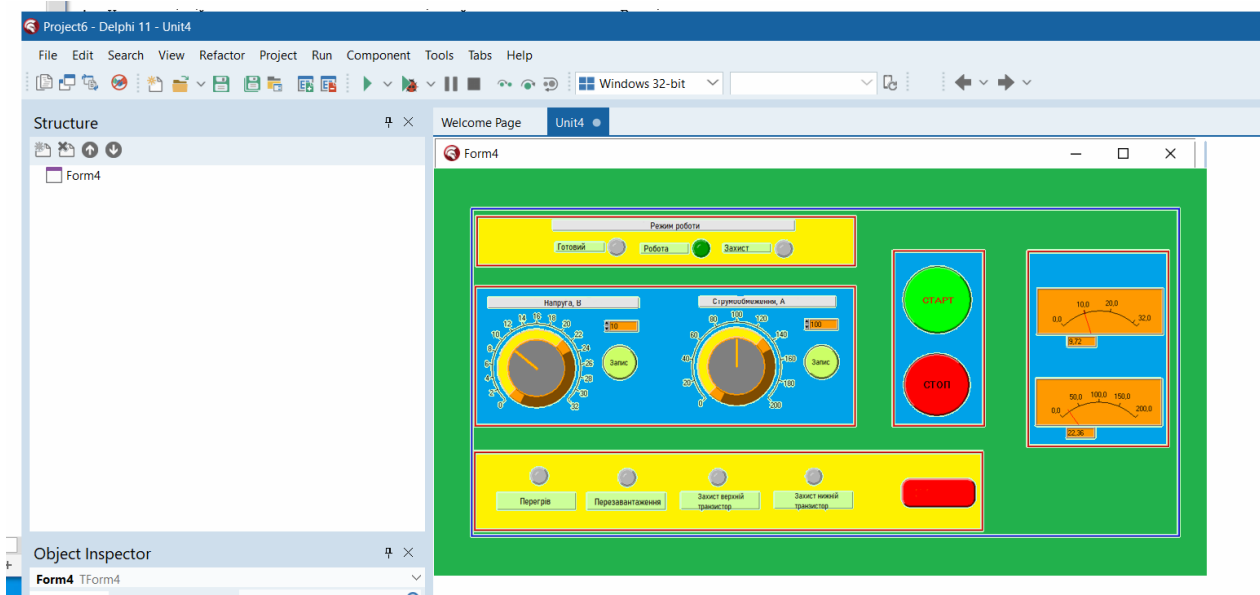 Project6 - Delphi 11 - Unit4
File Edit Search View Refactor Project Run Component Tools Tabs Help
Windows 32-bit
Structure
Welcome Page Unit4
Form4
Form4
Режим роботи
Готовий Робота Захист
Напруга, В
0 2 4 6 8 10 12 14 16 18 20 22 24 26 28 30 32
10
Запис
Струмообмеження, А
0 20 40 60 80 100 120 140 160 180 200
100
Запис
СТАРТ
СТОП
0,0 10,0 20,0 32,0
9,72
0,0 50,0 100,0 150,0 200,0
22,36
Перегрів
Перезавантаження
Захист верхній
транзистор
Захист нижній
транзистор
Object Inspector
Form4 TForm4